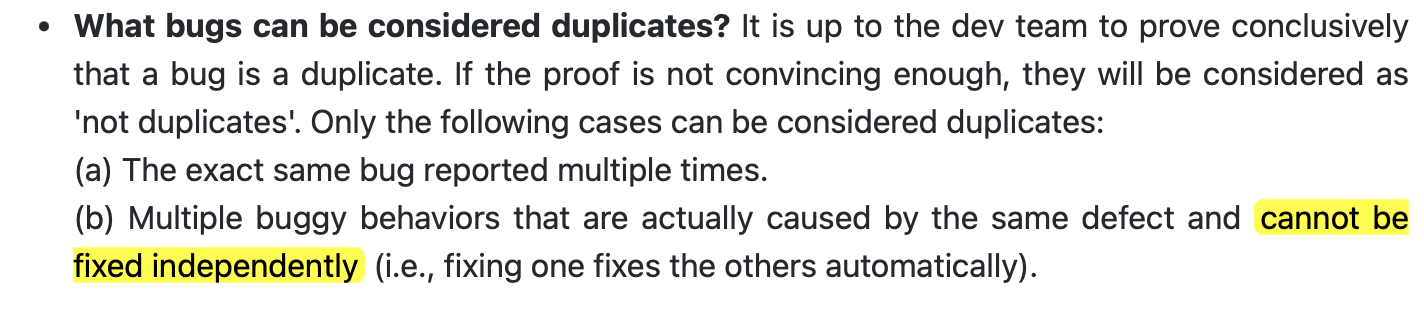 • What bugs can be considered duplicates? It is up to the dev team to prove conclusively
that a bug is a duplicate. If the proof is not convincing enough, they will be considered as
'not duplicates'. Only the following cases can be considered duplicates:
(a) The exact same bug reported multiple times.
(b) Multiple buggy behaviors that are actually caused by the same defect and cannot be
fixed independently (i.e., fixing one fixes the others automatically).